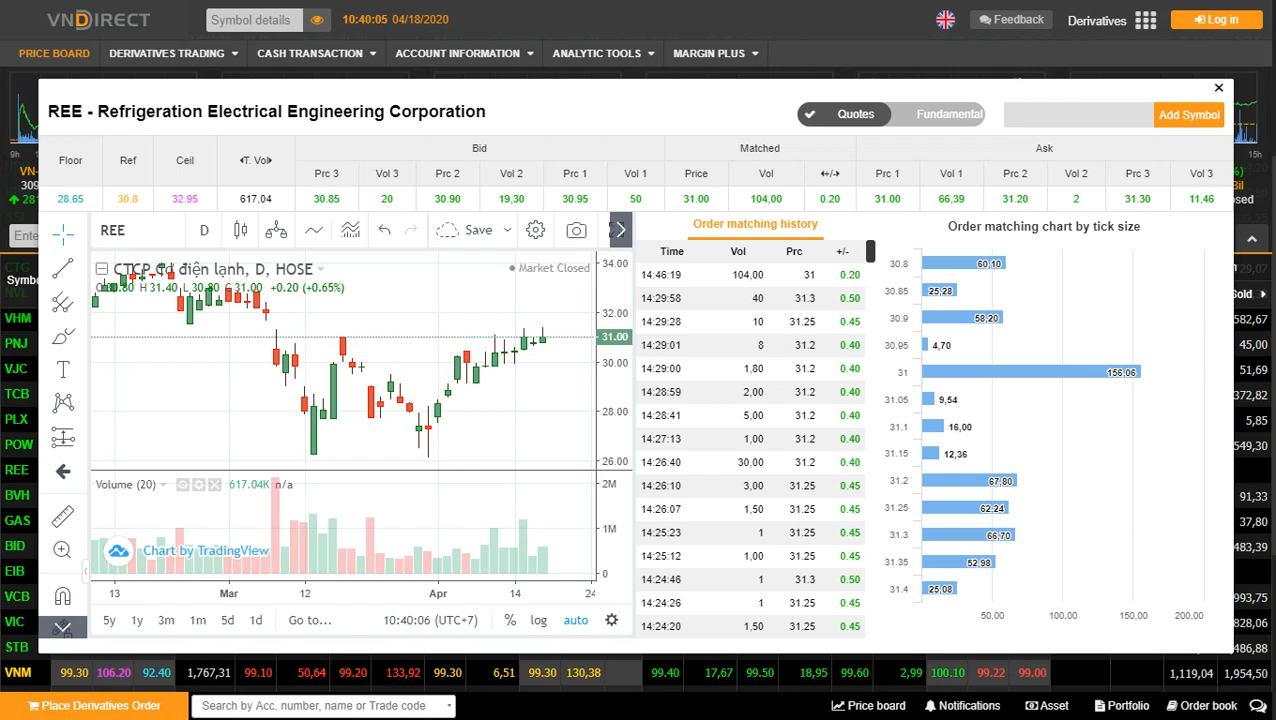 VNDIRECT Symbol details 10:40:05 04/18/2020 Feedback Derivatives Log in
PRICE BOARD DERIVATIVES TRADING CASH TRANSACTION ACCOUNT INFORMATION ANALYTIC TOOLS MARGIN PLUS
REE - Refrigeration Electrical Engineering Corporation Quotes Fundamental Add Symbol
Bid Matched Ask
Floor Ref Ceil T. Vol Prc 3 Vol 3 Prc 2 Vol 2 Prc 1 Vol 1 Price Vol +/- Prc 1 Vol 1 Prc 2 Vol 2 Prc 3 Vol 3
28.65 30.8 32.95 617,04 30.85 20 30.90 19,30 30.95 50 31.00 104,00 0.20 31.00 66,39 31.20 2 31.30 11,46
REE D Save
CTCP Cơ điện lạnh, D, HOSE
Market Closed
O 30.80 H 31.40 L 30.80 C 31.00 +0.20 (+0.65%)
34.00
32.00
31.00
30.00
28.00
26.00
Volume (20) 617.04K n/a
2M
1M
0
Chart by TradingView
13 Mar 12 Apr 14 24
5y 1y 3m 1m 5d 1d Go to... 10:40:06 (UTC+7) % log auto
Order matching history
Time Vol Prc +/-
14:46:19 104,00 31 0.20
14:29:58 40 31.3 0.50
14:29:28 10 31.25 0.45
14:29:01 8 31.25 0.45
14:29:00 1,80 31.2 0.40
14:28:59 2,00 31.2 0.40
14:28:41 5,00 31.2 0.40
14:27:13 1,00 31.2 0.40
14:26:40 30,00 31.2 0.40
14:26:10 3,00 31.25 0.45
14:26:07 1,50 31.25 0.45
14:25:23 1 31.25 0.45
14:25:12 1,00 31.25 0.45
14:24:46 1 31.3 0.50
14:24:26 1 31.25 0.45
14:24:20 1,50 31.25 0.45
Order matching chart by tick size
30.8 60,10
30.85 25,28
30.9 58,20
30.95 4,70
31 156,06
31.05 9,54
31.1 16,00
31.15 12,36
31.2 67,80
31.25 62,24
31.3 66,70
31.35 52,98
31.4 25,08
50,00 100,00 150,00 200,00
9h
15h
VN-
309
Symbo
Sold
CTG
NVL
VHM 582,67
PNJ 45,00
VJC 51,69
TCB 372,82
PLX 5,85
POW 549,30
REE
BVH 91,33
GAS 37,80
BID 483,39
EIB
VCB 993,75
VIC 828,06
STB 486,88
VNM 99.30 106.20 92.40 1,767,31 99.10 50,64 99.20 133,92 99.30 6,51 99.30 130,38 99.40 17,67 99.50 18,95 99.60 2,99 100.10 99.22 99.00 1,119,04 1,954,50
Place Derivatives Order Search by Acc. number, name or Trade code Price board Notifications Asset Portfolio Order book